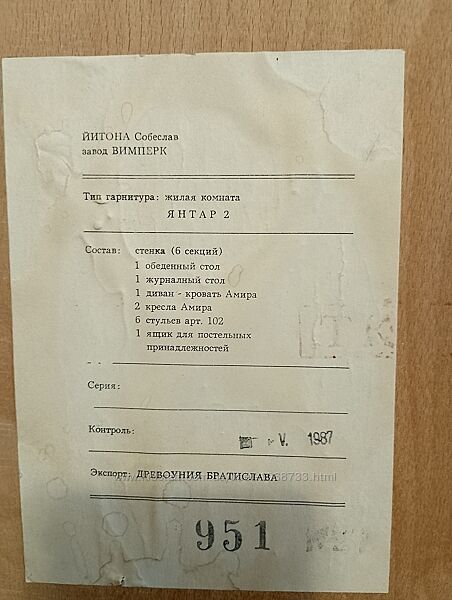 ЙИТОНА Собеслав
завод ВИМПЕРК
Тип гарнитура: жилая комната
ЯНТАР 2
Состав: стенка (6 секций)
1 обеденный стол
1 журналный стол
1 диван - кровать Амира
2 кресла Амира
6 стульев арт. 102
1 ящик для постельных
принадлежностей
Серия:
Контроль:
V. 1987
Экспорт: ДРЕВОУНИЯ БРАТИСЛАВА
951